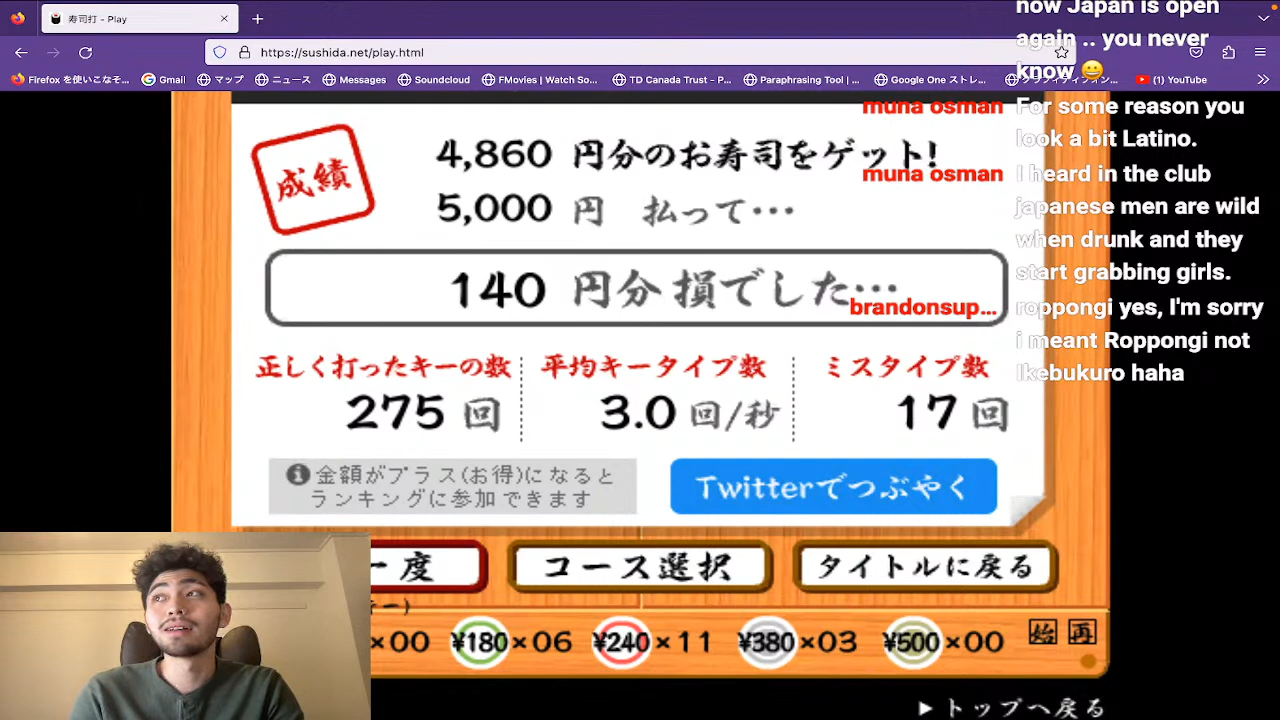 寿司打 - Play
https://sushida.net/play.html
Firefox を使いこなそ...
Gmail
マップ
ニュース
Message...
Soundcloud
FMovies | Watch So...
TD Canada Trust - P...
Paraphrasing Tool | ...
Google One ストレ...
(1) YouTube
now Japan is open
again .. you never
know 😀
muna osman For some reason you
look a bit Latino.
muna osman I heard in the club
japanese men are wild
when drunk and they
start grabbing girls.
brandonsup... roppongi yes, I'm sorry
i meant Roppongi not
Ikebukuro haha
成績
4,860 円分のお寿司をゲット!
5,000 円 払って…
140 円分 損でした…
正しく打ったキーの数
275 回
平均キータイプ数
3.0 回/秒
ミスタイプ数
17 回
金額がプラス(お得)になると
ランキングに参加できます
Twitterでつぶやく
一度
コース選択
タイトルに戻る
×00
¥180×06
¥240×11
¥380×03
¥500×00
始 再
▶トップへ戻る